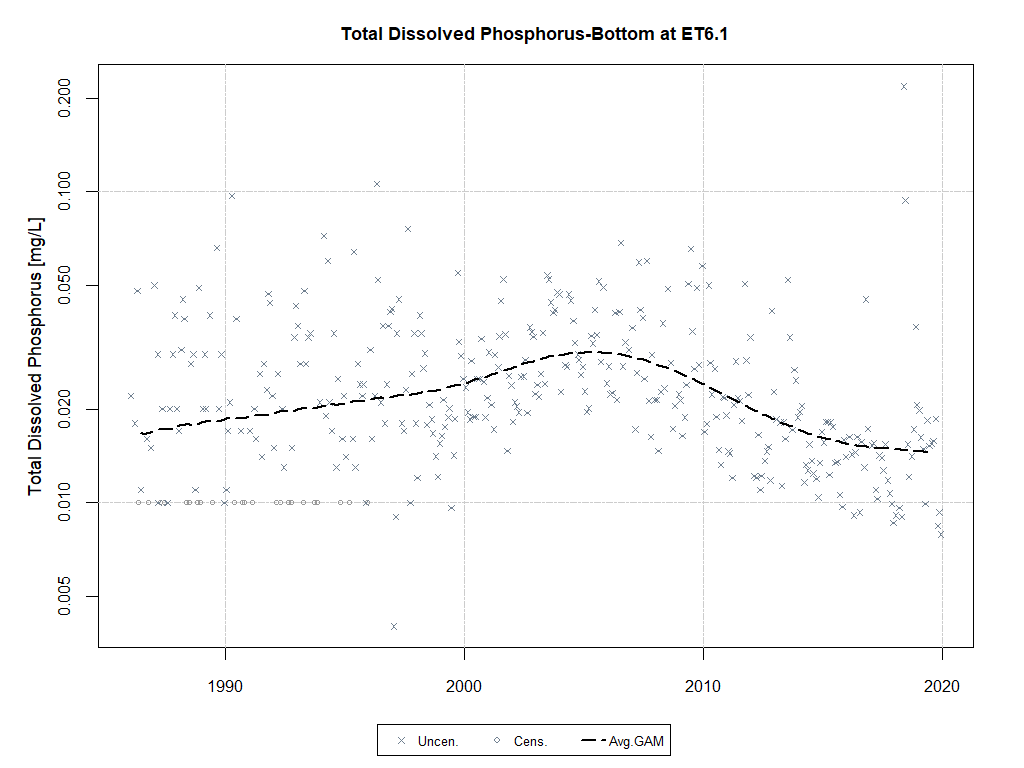 Total Dissolved Phosphorus-Bottom at ET6.1
Total Dissolved Phosphorus [mg/L]
0.200
0.100
0.050
0.020
0.010
0.005
1990 2000 2010 2020
Uncen. Cens. Avg.GAM